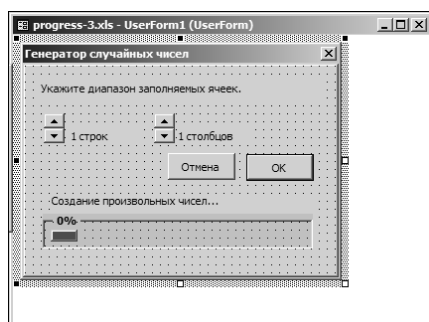 progress-3.xls - UserForm1 (UserForm)
Генератор случайных чисел
Укажите диапазон заполняемых ячеек.
1 строк 1 столбцов
Отмена OK
Создание произвольных чисел...
0%